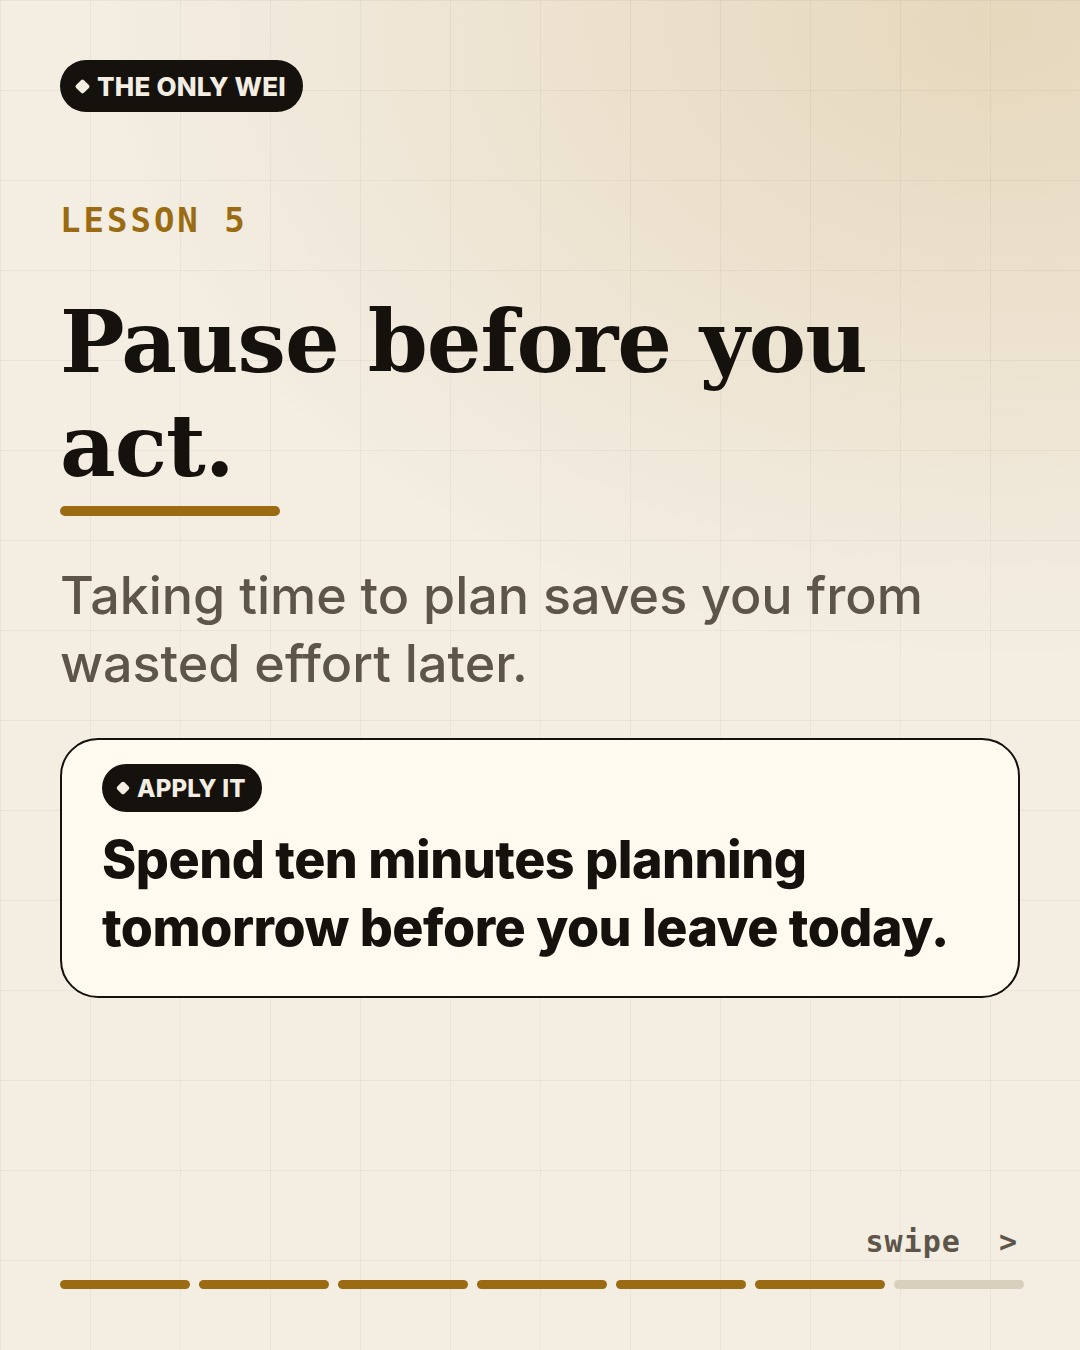 THE ONLY WEI
LESSON 5
Pause before you
act.
Taking time to plan saves you from
wasted effort later.
APPLY IT
Spend ten minutes planning
tomorrow before you leave today.
swipe >